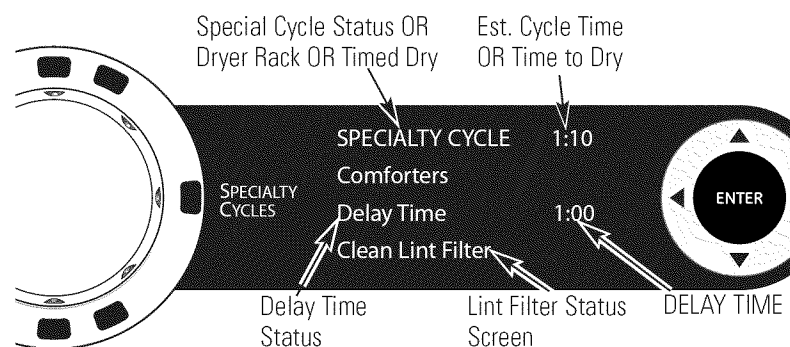 Special Cycle Status OR
Dryer Rack OR Timed Dry
Est. Cycle Time
OR Time to Dry
SPECIALTY CYCLE 1:10
Comforters
SPECIALTY
CYCLES
Delay Time 1:00
Clean Lint Filter
ENTER
Delay Time
Status
Lint Filter Status
Screen
DELAY TIME